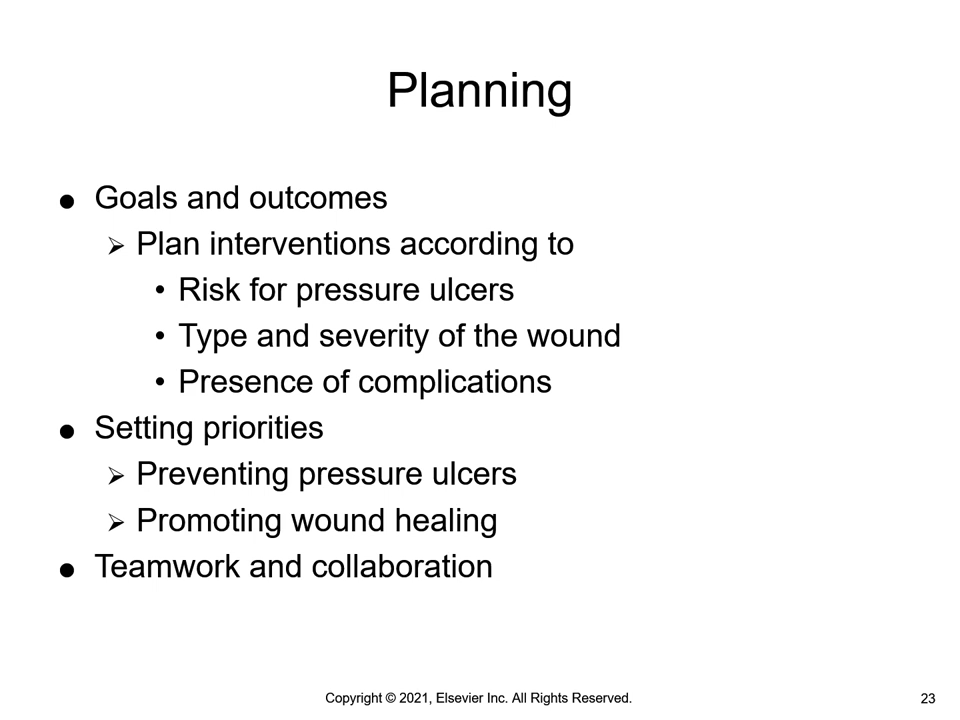 Planning
● Goals and outcomes
➢ Plan interventions according to
• Risk for pressure ulcers
• Type and severity of the wound
• Presence of complications
● Setting priorities
➢ Preventing pressure ulcers
➢ Promoting wound healing
● Teamwork and collaboration
Copyright © 2021, Elsevier Inc. All Rights Reserved.
23